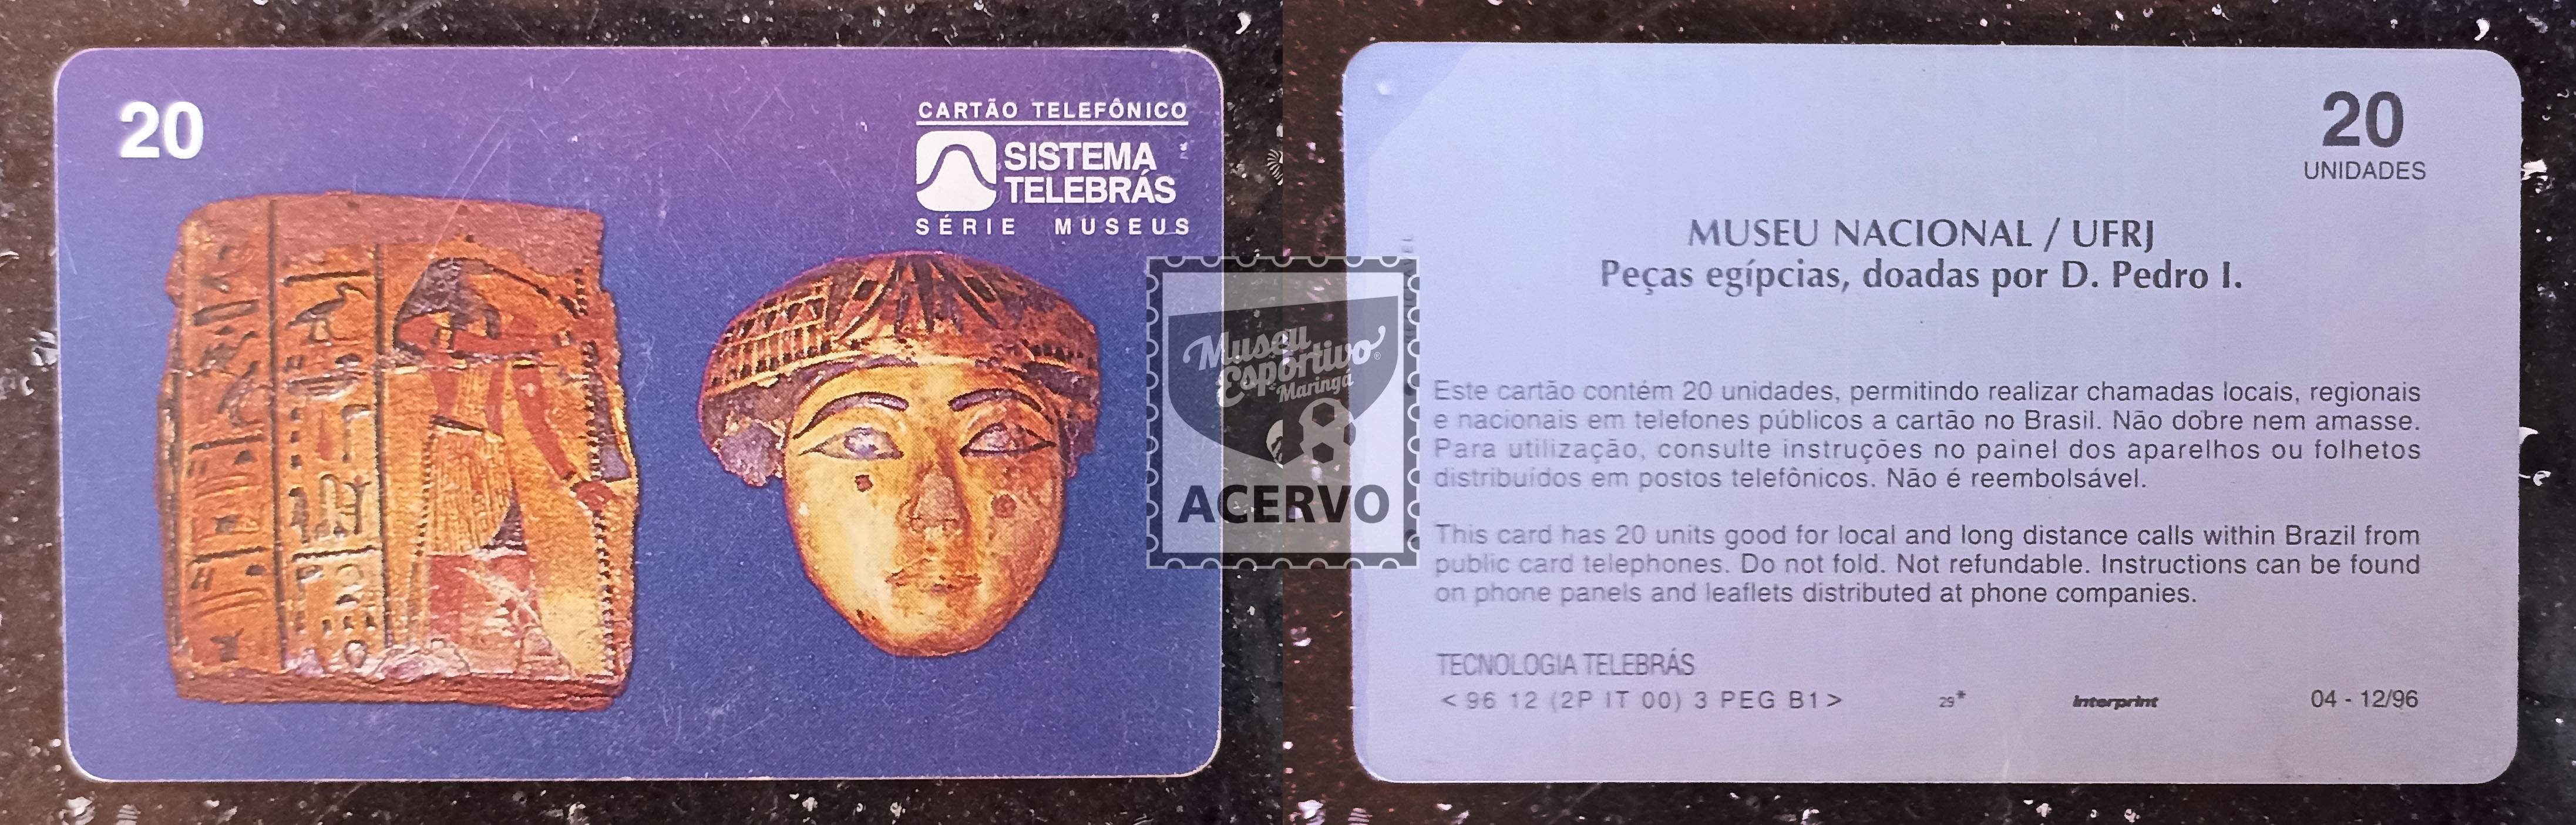 20
CARTÃO TELEFÔNICO
SISTEMA
TELEBRÁS
SÉRIE MUSEUS
Museu
Esportivo®
Maringá
ACERVO
20
UNIDADES
MUSEU NACIONAL / UFRJ
Peças egípcias, doadas por D. Pedro I.
Este cartão contém 20 unidades, permitindo realizar chamadas locais, regionais
e nacionais em telefones públicos a cartão no Brasil. Não dobre nem amasse.
Para utilização, consulte instruções no painel dos aparelhos ou folhetos
distribuídos em postos telefônicos. Não é reembolsável.
This card has 20 units good for local and long distance calls within Brazil from
public card telephones. Do not fold. Not refundable. Instructions can be found
on phone panels and leaflets distributed at phone companies.
TECNOLOGIA TELEBRÁS
< 96 12 (2P IT 00) 3 PEG B1 > 29* interprint 04 - 12/96